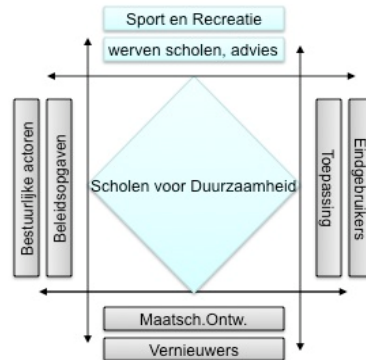 Sport en Recreatie
werven scholen, advies
Bestuurlijke actoren
Beleidsopgaven
Scholen voor Duurzaamheid
Toepassing
Eindgebruikers
Maatsch.Ontw.
Vernieuwers